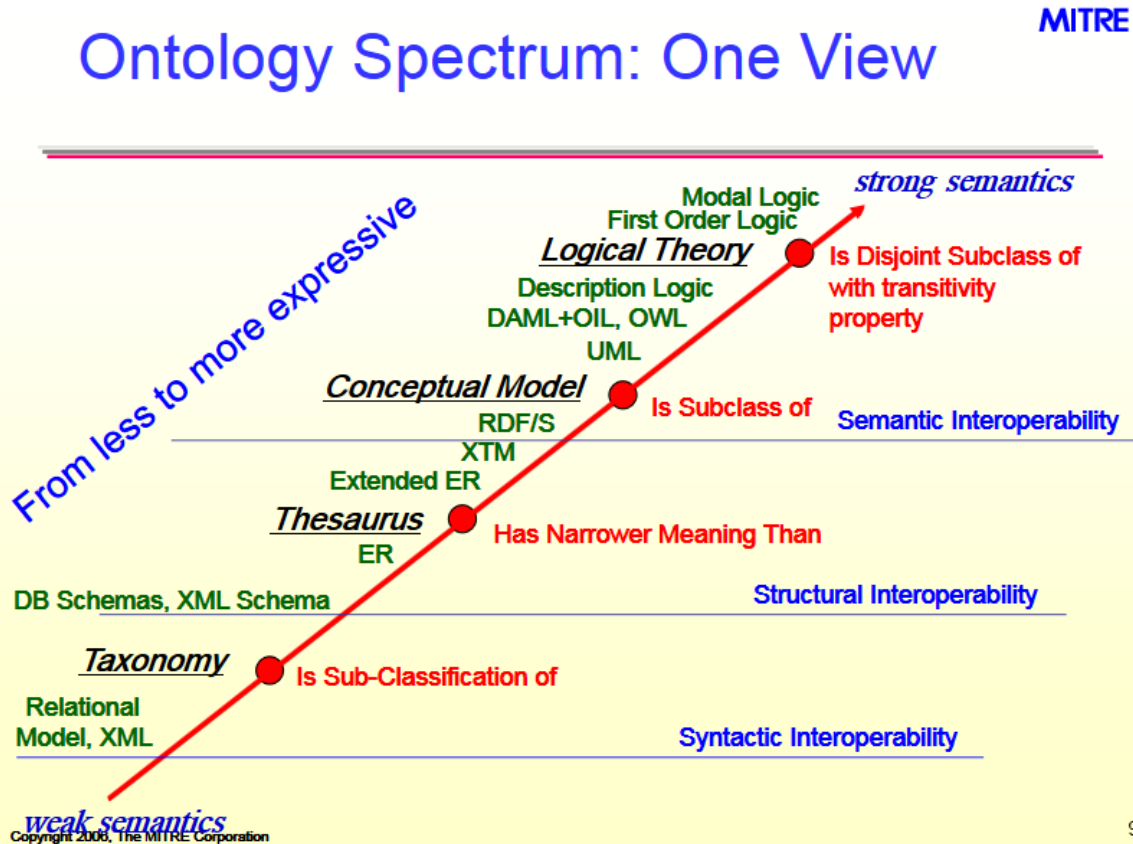 MITRE
Ontology Spectrum: One View
strong semantics
Modal Logic
First Order Logic
Logical Theory
Is Disjoint Subclass of
with transitivity
property
From less to more expressive
Description Logic
DAML+OIL, OWL
UML
Conceptual Model
Is Subclass of
Semantic Interoperability
RDF/S
XTM
Extended ER
Thesaurus
Has Narrower Meaning Than
ER
DB Schemas, XML Schema
Structural Interoperability
Taxonomy
Is Sub-Classification of
Relational
Model, XML
Syntactic Interoperability
weak semantics
Copyright 2006, The MITRE Corporation
9